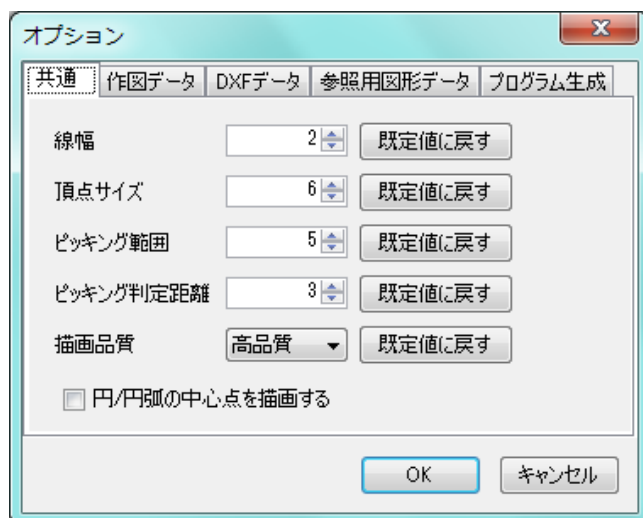 オプション
共通 作図データ DXFデータ 参照用図形データ プログラム生成
線幅 2 既定値に戻す
頂点サイズ 6 既定値に戻す
ピッキング範囲 5 既定値に戻す
ピッキング判定距離 3 既定値に戻す
描画品質 高品質 既定値に戻す
円/円弧の中心点を描画する
OK キャンセル